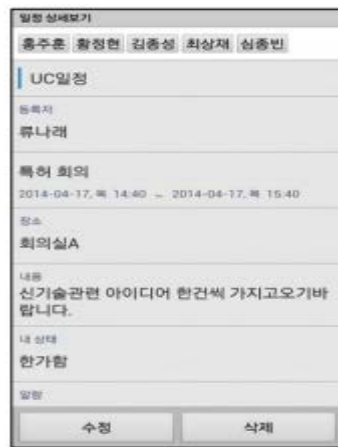 일정 상세보기
홍주훈 황정현 김종성 최상재 심종빈
UC일정
등록자
류나래
특허 회의
2014-04-17, 목 14:40 ~ 2014-04-17, 목 15:40
장소
회의실A
내용
신기술관련 아이디어 한건씩 가지고오기바
랍니다.
내 상태
한가함
알람
수정 삭제